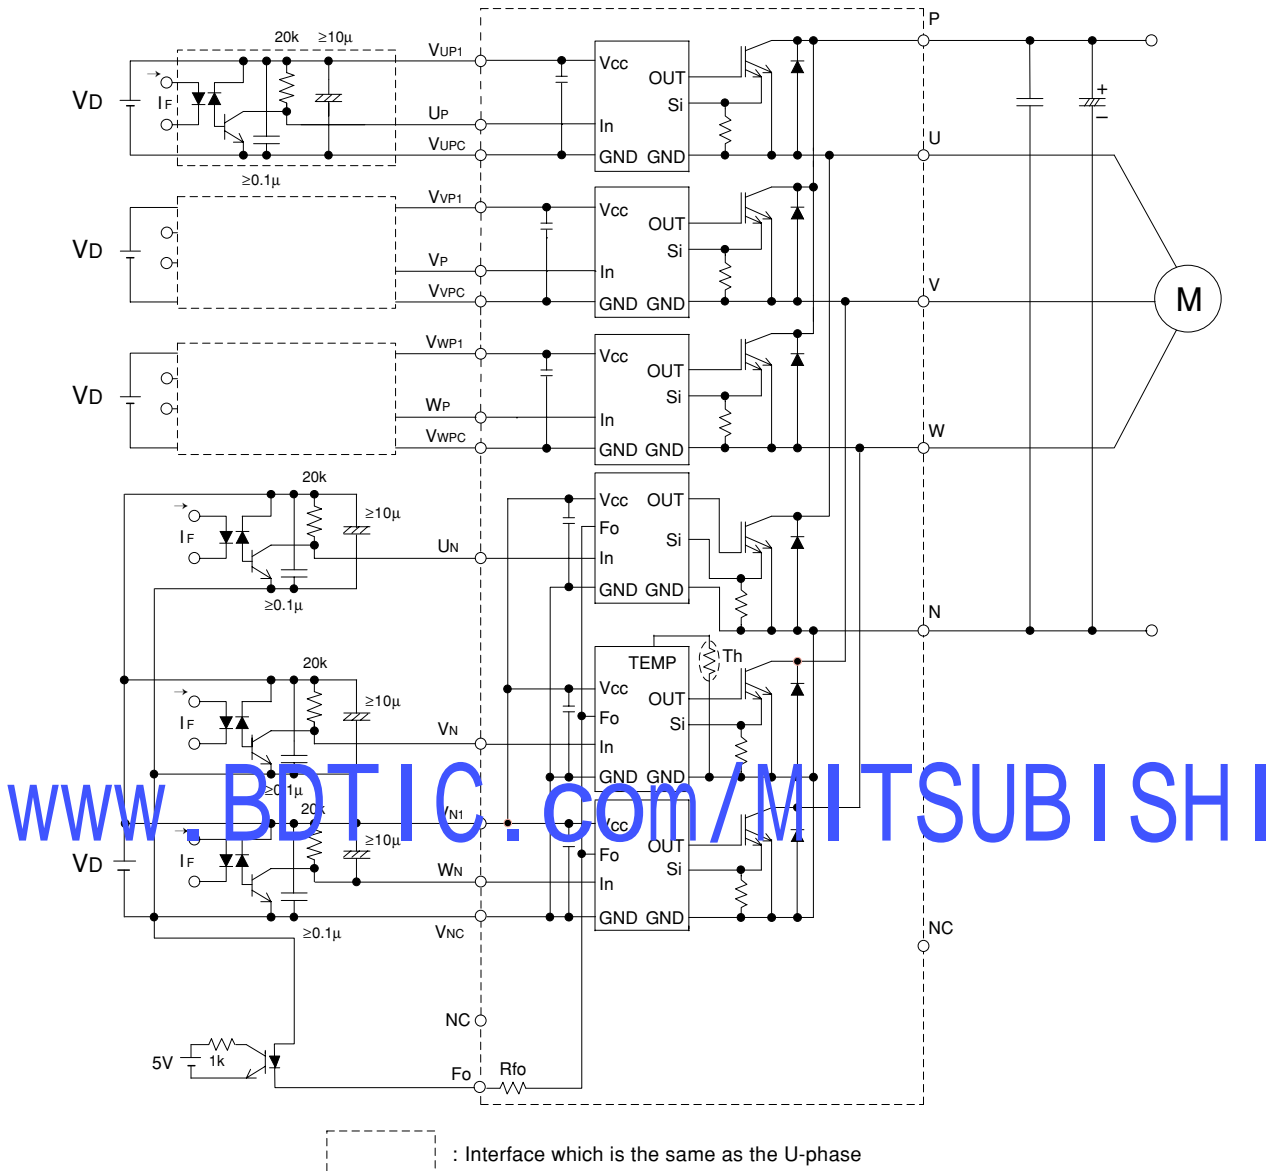 P
20k ≥10µ
VUP1
Vcc
OUT
VD
IF
Si
+
−
UP
In
U
VUPC
GND GND
≥0.1µ
VVP1
Vcc
OUT
VD
Si
VP
In
V
VVPC
GND GND
M
VWP1
Vcc
OUT
VD
Si
WP
In
W
VWPC
GND GND
20k
Vcc OUT
≥10µ
Fo
IF
Si
UN
In
GND GND
≥0.1µ
N
20k
TEMP
Th
Vcc
OUT
≥10µ
IF
Fo
Si
VN
In
GND GND
≥0.1µ
www.BDTIC.com/MITSUBISHI
20k
VN1
Vcc
OUT
≥10µ
IF
Fo
VD
Si
WN
In
GND GND
≥0.1µ
VNC
NC
NC
5V
1k
Fo
Rfo
: Interface which is the same as the U-phase